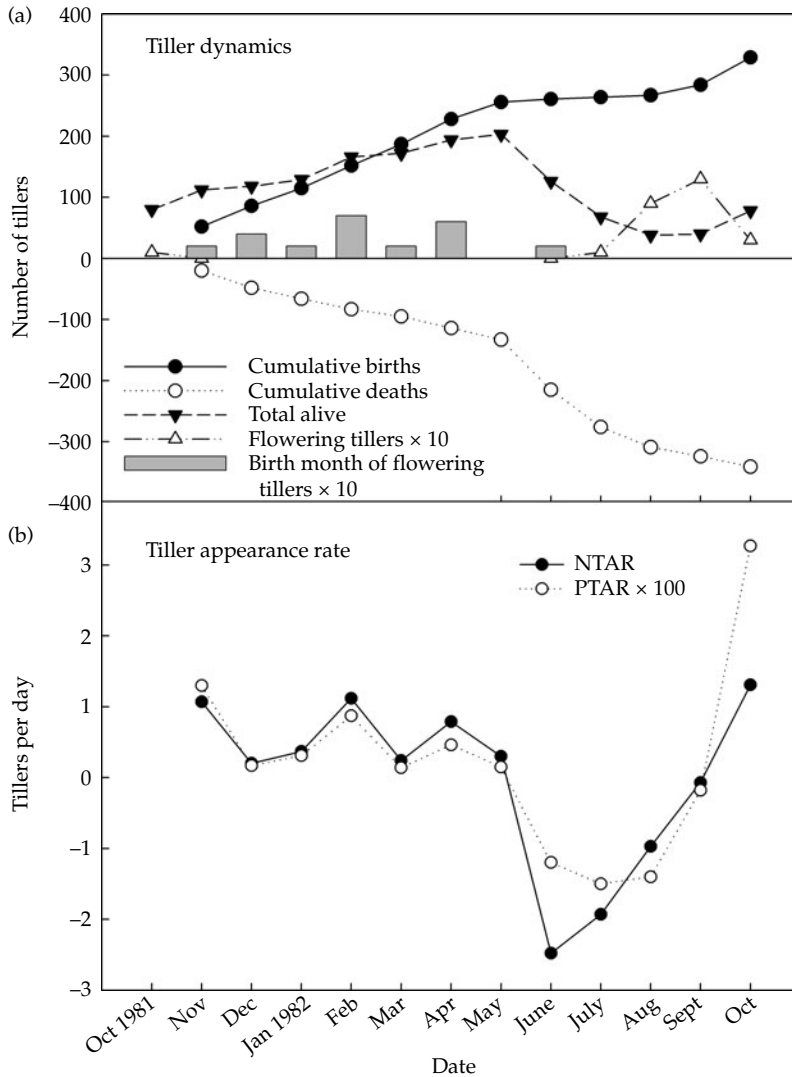 (a)
Tiller dynamics
400
300
200
100
0
−100
−200
−300
−400
Number of tillers
Cumulative births
Cumulative deaths
Total alive
Flowering tillers × 10
Birth month of flowering
tillers × 10
(b)
Tiller appearance rate
NTAR
PTAR × 100
3
2
1
0
−1
−2
−3
Tillers per day
Oct 1981
Nov
Dec
Jan 1982
Feb
Mar
Apr
May
June
July
Aug
Sept
Oct
Date